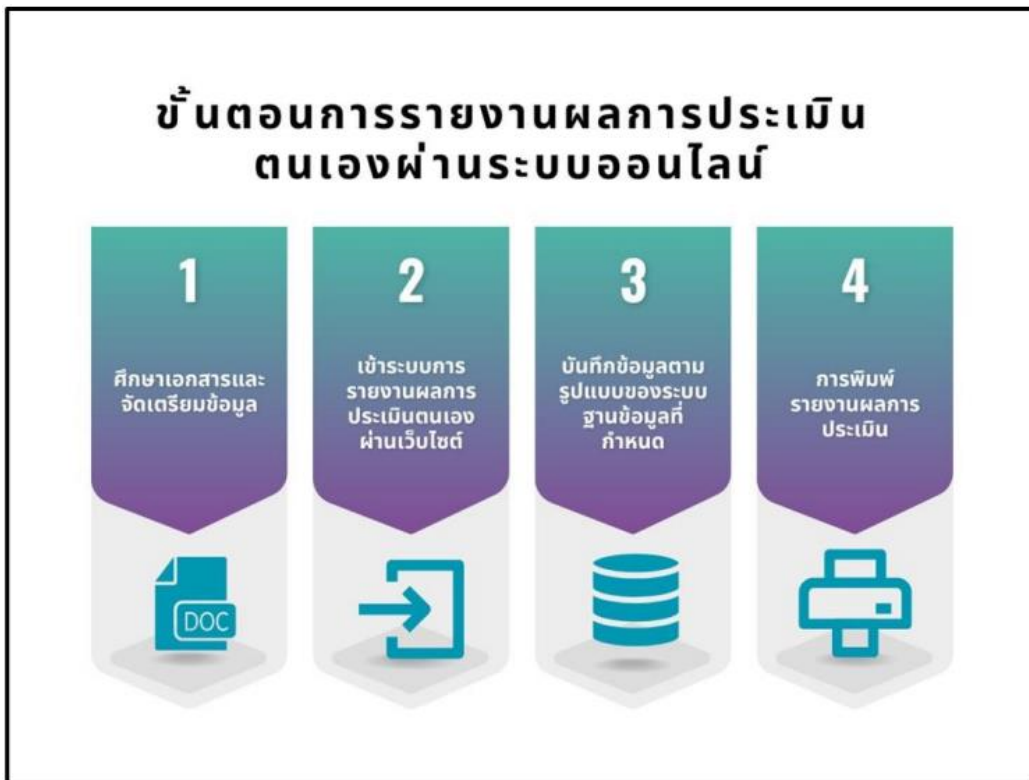 ขั้นตอนการรายงานผลการประเมิน
ตนเองผ่านระบบออนไลน์
1
ศึกษาเอกสารและ
จัดเตรียมข้อมูล
DOC
2
เข้าระบบการ
รายงานผลการ
ประเมินตนเอง
ผ่านเว็บไซต์
3
บันทึกข้อมูลตาม
รูปแบบของระบบ
ฐานข้อมูลที่
กำหนด
4
การพิมพ์
รายงานผลการ
ประเมิน